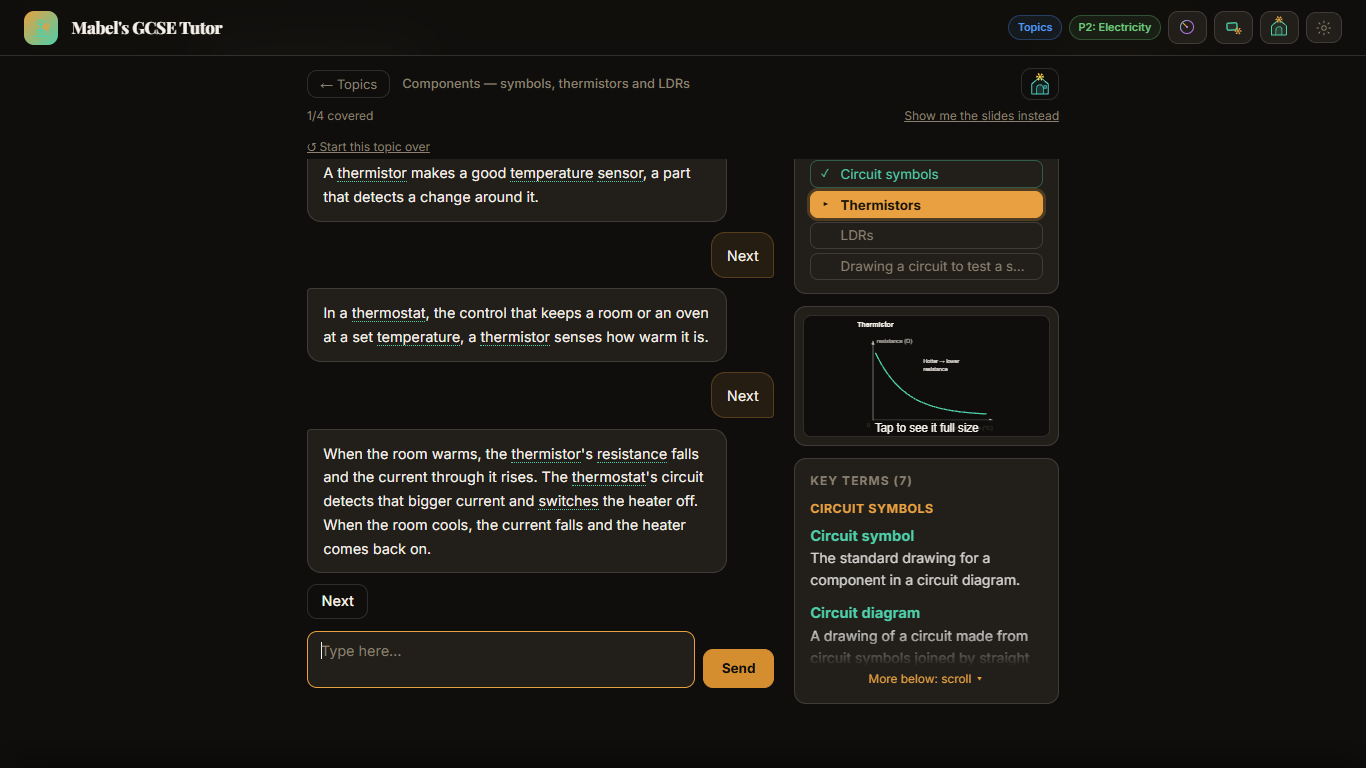 Mabel's GCSE Tutor
Topics
P2: Electricity
← Topics
Components — symbols, thermistors and LDRs
1/4 covered
Show me the slides instead
↺ Start this topic over
A thermistor makes a good temperature sensor, a part
that detects a change around it.
Next
In a thermostat, the control that keeps a room or an oven
at a set temperature, a thermistor senses how warm it is.
Next
When the room warms, the thermistor's resistance falls
and the current through it rises. The thermostat's circuit
detects that bigger current and switches the heater off.
When the room cools, the current falls and the heater
comes back on.
Next
Type here...
Send
✓ Circuit symbols
▸ Thermistors
LDRs
Drawing a circuit to test a s...
Thermistor
resistance (Ω)
Hotter → lower
resistance
Tap to see it full size
KEY TERMS (7)
CIRCUIT SYMBOLS
Circuit symbol
The standard drawing for a
component in a circuit diagram.
Circuit diagram
A drawing of a circuit made from
circuit symbols joined by straight
More below: scroll ▾